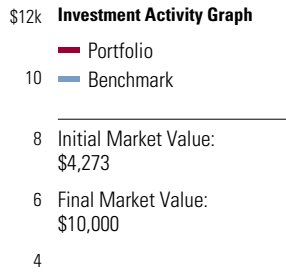 $12k Investment Activity Graph
Portfolio
10 Benchmark
8 Initial Market Value:
$4,273
6 Final Market Value:
$10,000
4